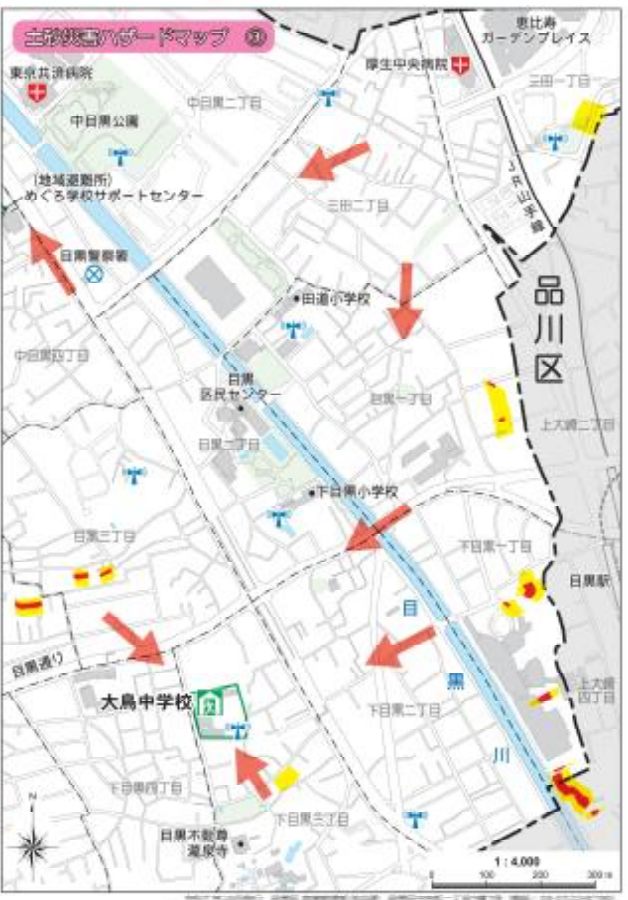 土砂災害ハザードマップ ③
恵比寿
ガーデンプレイス
厚生中央病院
東京共済病院
三田一丁目
中目黒二丁目
中目黒公園
(地域避難所)
めぐろ学校サポートセンター
三田二丁目
JR山手線
目黒警察署
品川区
田道小学校
中目黒四丁目
目黒
区民センター
目黒一丁目
上大崎二丁目
目黒二丁目
下目黒小学校
目黒三丁目
下目黒一丁目
目黒駅
目黒川
目黒通り
上大崎
四丁目
大鳥中学校
下目黒二丁目
下目黒四丁目
下目黒三丁目
目黒不動尊
瀧泉寺
N
1:4,000
0 100 200 300 m